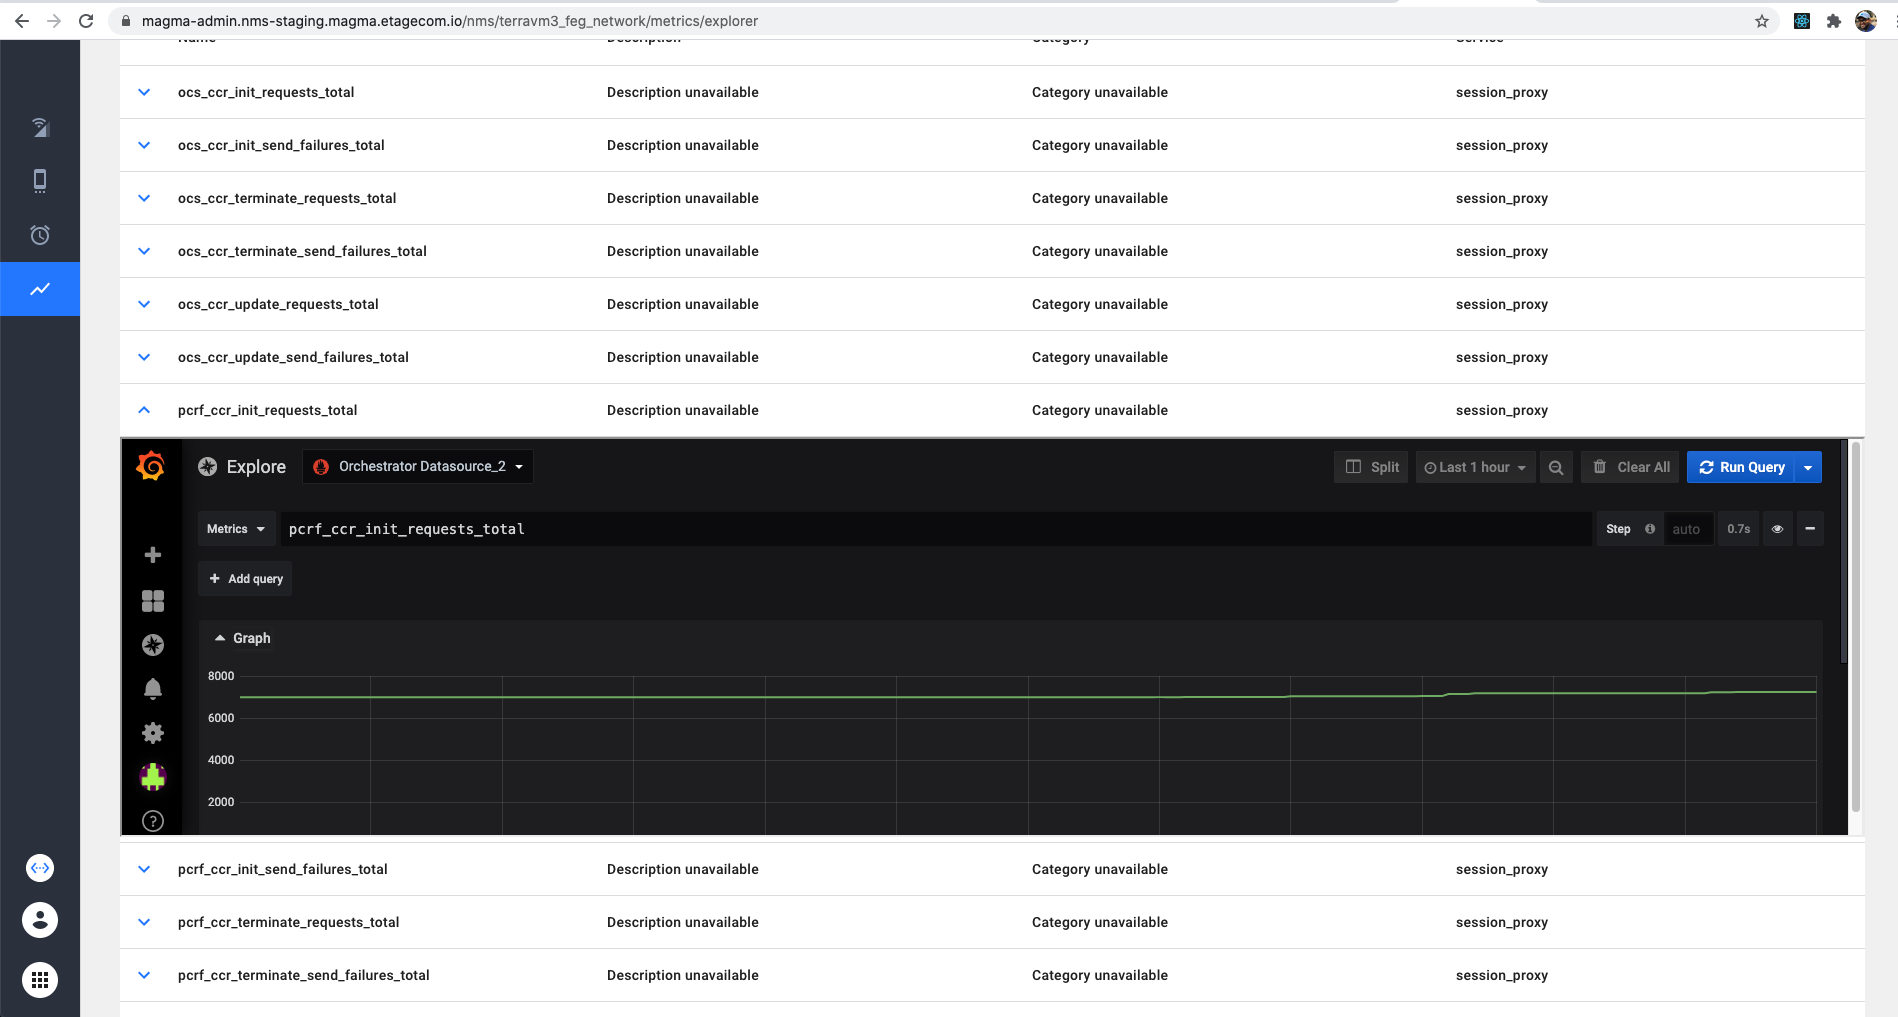 magma-admin.nms-staging.magma.etagecom.io/nms/terravm3_feg_network/metrics/explorer
Name Description Category Service
ocs_ccr_init_requests_total Description unavailable Category unavailable session_proxy
ocs_ccr_init_send_failures_total Description unavailable Category unavailable session_proxy
ocs_ccr_terminate_requests_total Description unavailable Category unavailable session_proxy
ocs_ccr_terminate_send_failures_total Description unavailable Category unavailable session_proxy
ocs_ccr_update_requests_total Description unavailable Category unavailable session_proxy
ocs_ccr_update_send_failures_total Description unavailable Category unavailable session_proxy
pcrf_ccr_init_requests_total Description unavailable Category unavailable session_proxy
Explore Orchestrator Datasource_2 Split Last 1 hour Clear All Run Query
Metrics pcrf_ccr_init_requests_total Step auto 0.7s
+ Add query
Graph
8000
6000
4000
2000
pcrf_ccr_init_send_failures_total Description unavailable Category unavailable session_proxy
pcrf_ccr_terminate_requests_total Description unavailable Category unavailable session_proxy
pcrf_ccr_terminate_send_failures_total Description unavailable Category unavailable session_proxy